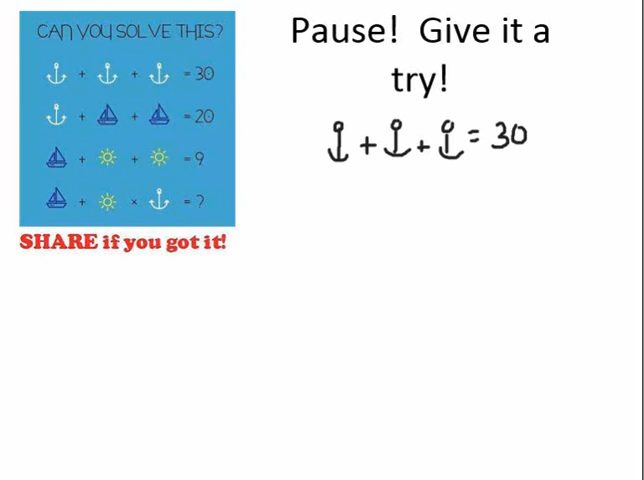 CAN YOU SOLVE THIS?
+ + = 30
+ + = 20
+ + = 9
+ × = ?
SHARE if you got it!
Pause! Give it a
try!
+ + = 30